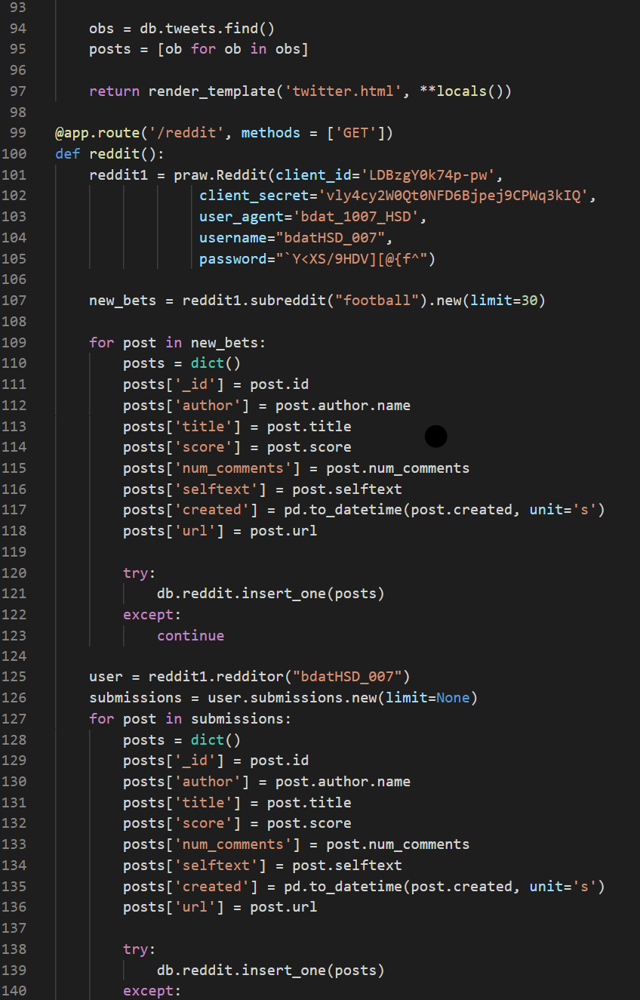 93
94 obs = db.tweets.find()
95 posts = [ob for ob in obs]
96
97 return render_template('twitter.html', **locals())
98
99 @app.route('/reddit', methods = ['GET'])
100 def reddit():
101 reddit1 = praw.Reddit(client_id='LDBzgY0k74p-pw',
102 client_secret='vly4cy2W0Qt0NFD6Bjpej9CPWq3kIQ',
103 user_agent='bdat_1007_HSD',
104 username="bdatHSD_007",
105 password="`Y<XS/9HDV][@{f^")
106
107 new_bets = reddit1.subreddit("football").new(limit=30)
108
109 for post in new_bets:
110 posts = dict()
111 posts['_id'] = post.id
112 posts['author'] = post.author.name
113 posts['title'] = post.title
114 posts['score'] = post.score
115 posts['num_comments'] = post.num_comments
116 posts['selftext'] = post.selftext
117 posts['created'] = pd.to_datetime(post.created, unit='s')
118 posts['url'] = post.url
119
120 try:
121 db.reddit.insert_one(posts)
122 except:
123 continue
124
125 user = reddit1.redditor("bdatHSD_007")
126 submissions = user.submissions.new(limit=None)
127 for post in submissions:
128 posts = dict()
129 posts['_id'] = post.id
130 posts['author'] = post.author.name
131 posts['title'] = post.title
132 posts['score'] = post.score
133 posts['num_comments'] = post.num_comments
134 posts['selftext'] = post.selftext
135 posts['created'] = pd.to_datetime(post.created, unit='s')
136 posts['url'] = post.url
137
138 try:
139 db.reddit.insert_one(posts)
140 except: